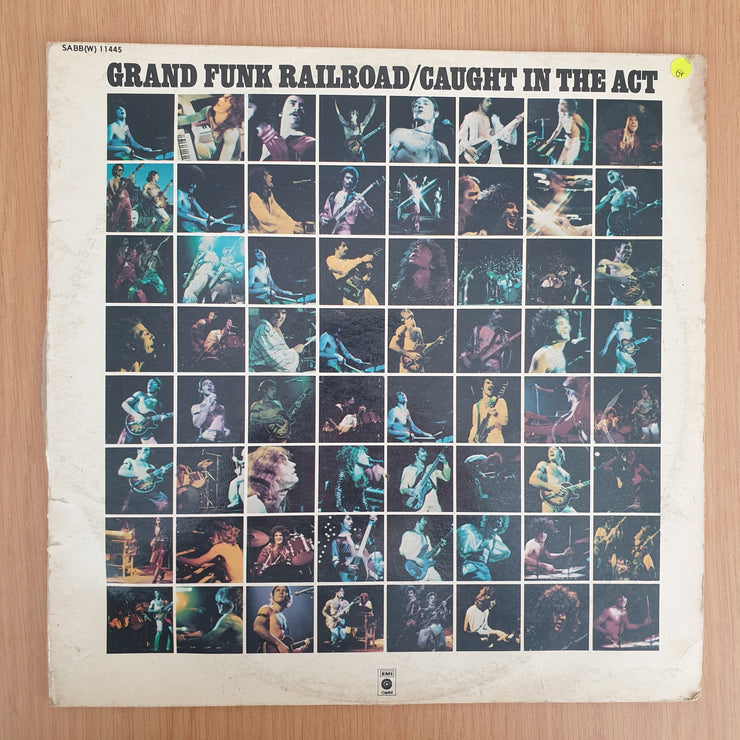 SABB(W) 11445
GRAND FUNK RAILROAD/CAUGHT IN THE ACT
G+
EMI
Capitol